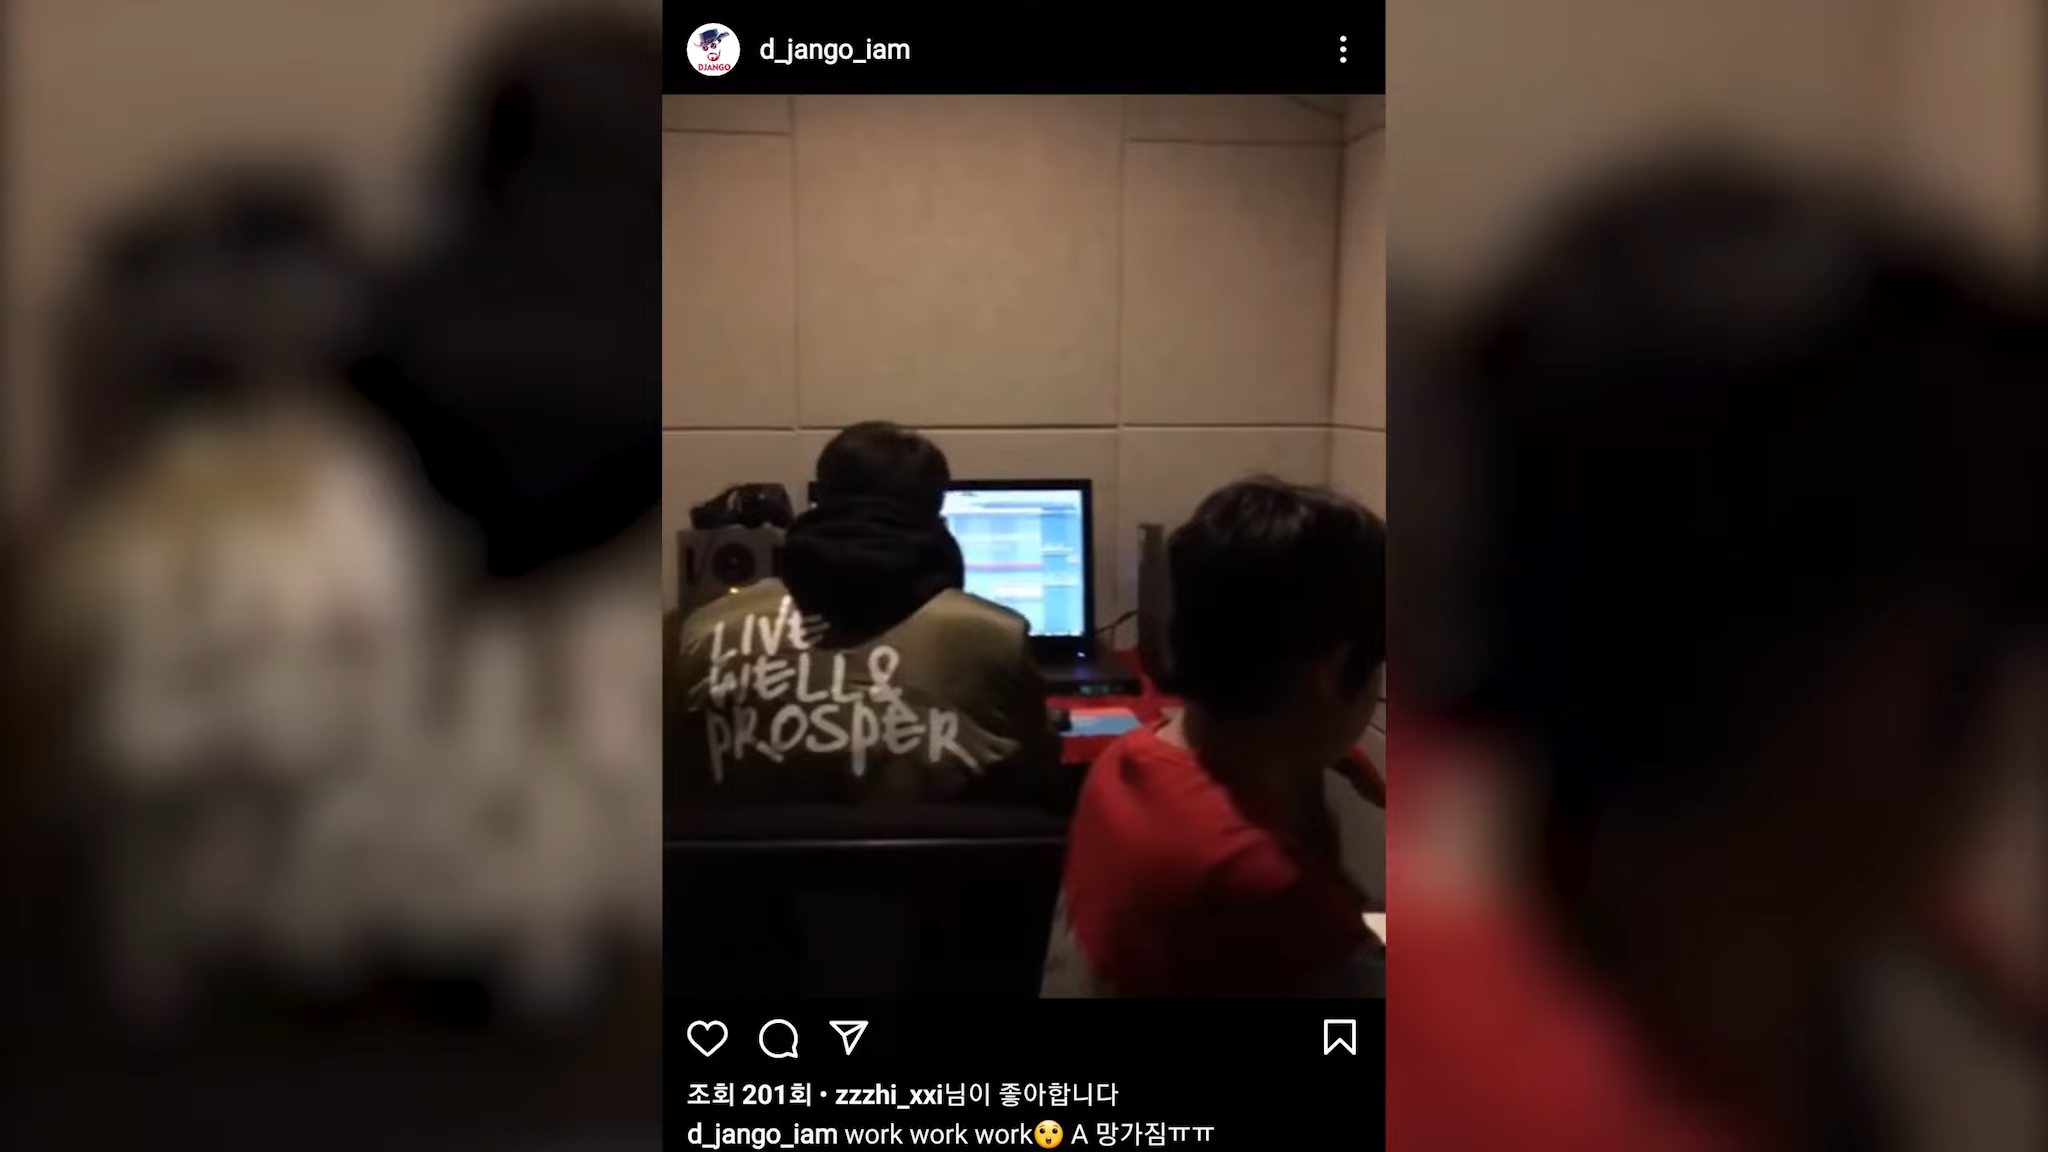 DJANGO
d_jango_iam
LIVE
WELL &
PROSPER
조회 201회 • zzzhi_xxi님이 좋아합니다
d_jango_iam work work work😲 A 망가짐ㅠㅠ